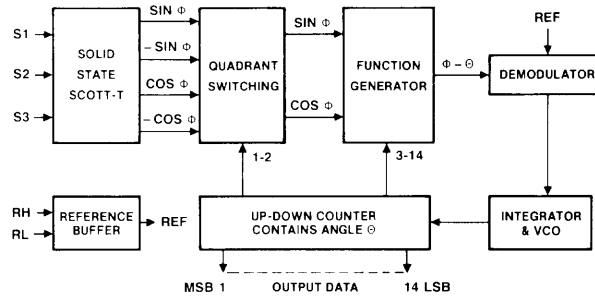 S1
S2
S3
SOLID
STATE
SCOTT-T
SIN Φ
– SIN Φ
COS Φ
– COS Φ
QUADRANT
SWITCHING
SIN Φ
COS Φ
FUNCTION
GENERATOR
Φ – Θ
REF
DEMODULATOR
1-2
3-14
RH
RL
REFERENCE
BUFFER
REF
UP-DOWN COUNTER
CONTAINS ANGLE Θ
INTEGRATOR
& VCO
MSB 1 OUTPUT DATA 14 LSB